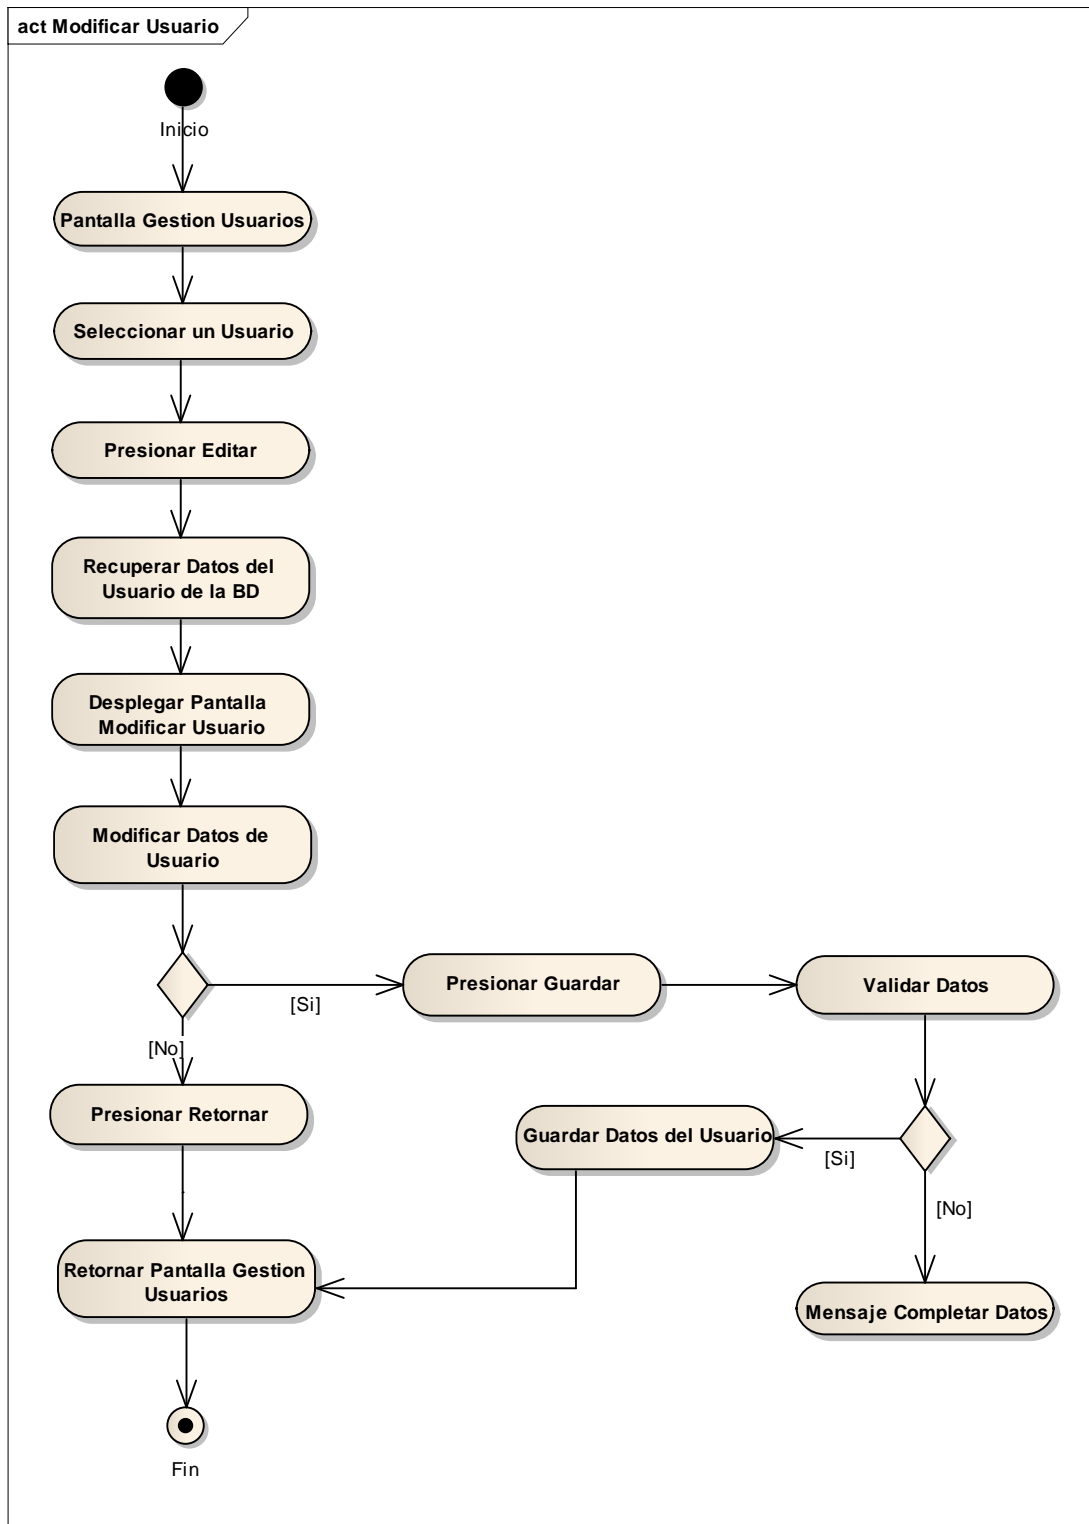 act Modificar Usuario
Inicio
Pantalla Gestion Usuarios
Seleccionar un Usuario
Presionar Editar
Recuperar Datos del
Usuario de la BD
Desplegar Pantalla
Modificar Usuario
Modificar Datos de
Usuario
[Si]
Presionar Guardar
Validar Datos
[No]
Presionar Retornar
[Si]
Guardar Datos del Usuario
[No]
Mensaje Completar Datos
Retornar Pantalla Gestion
Usuarios
Fin